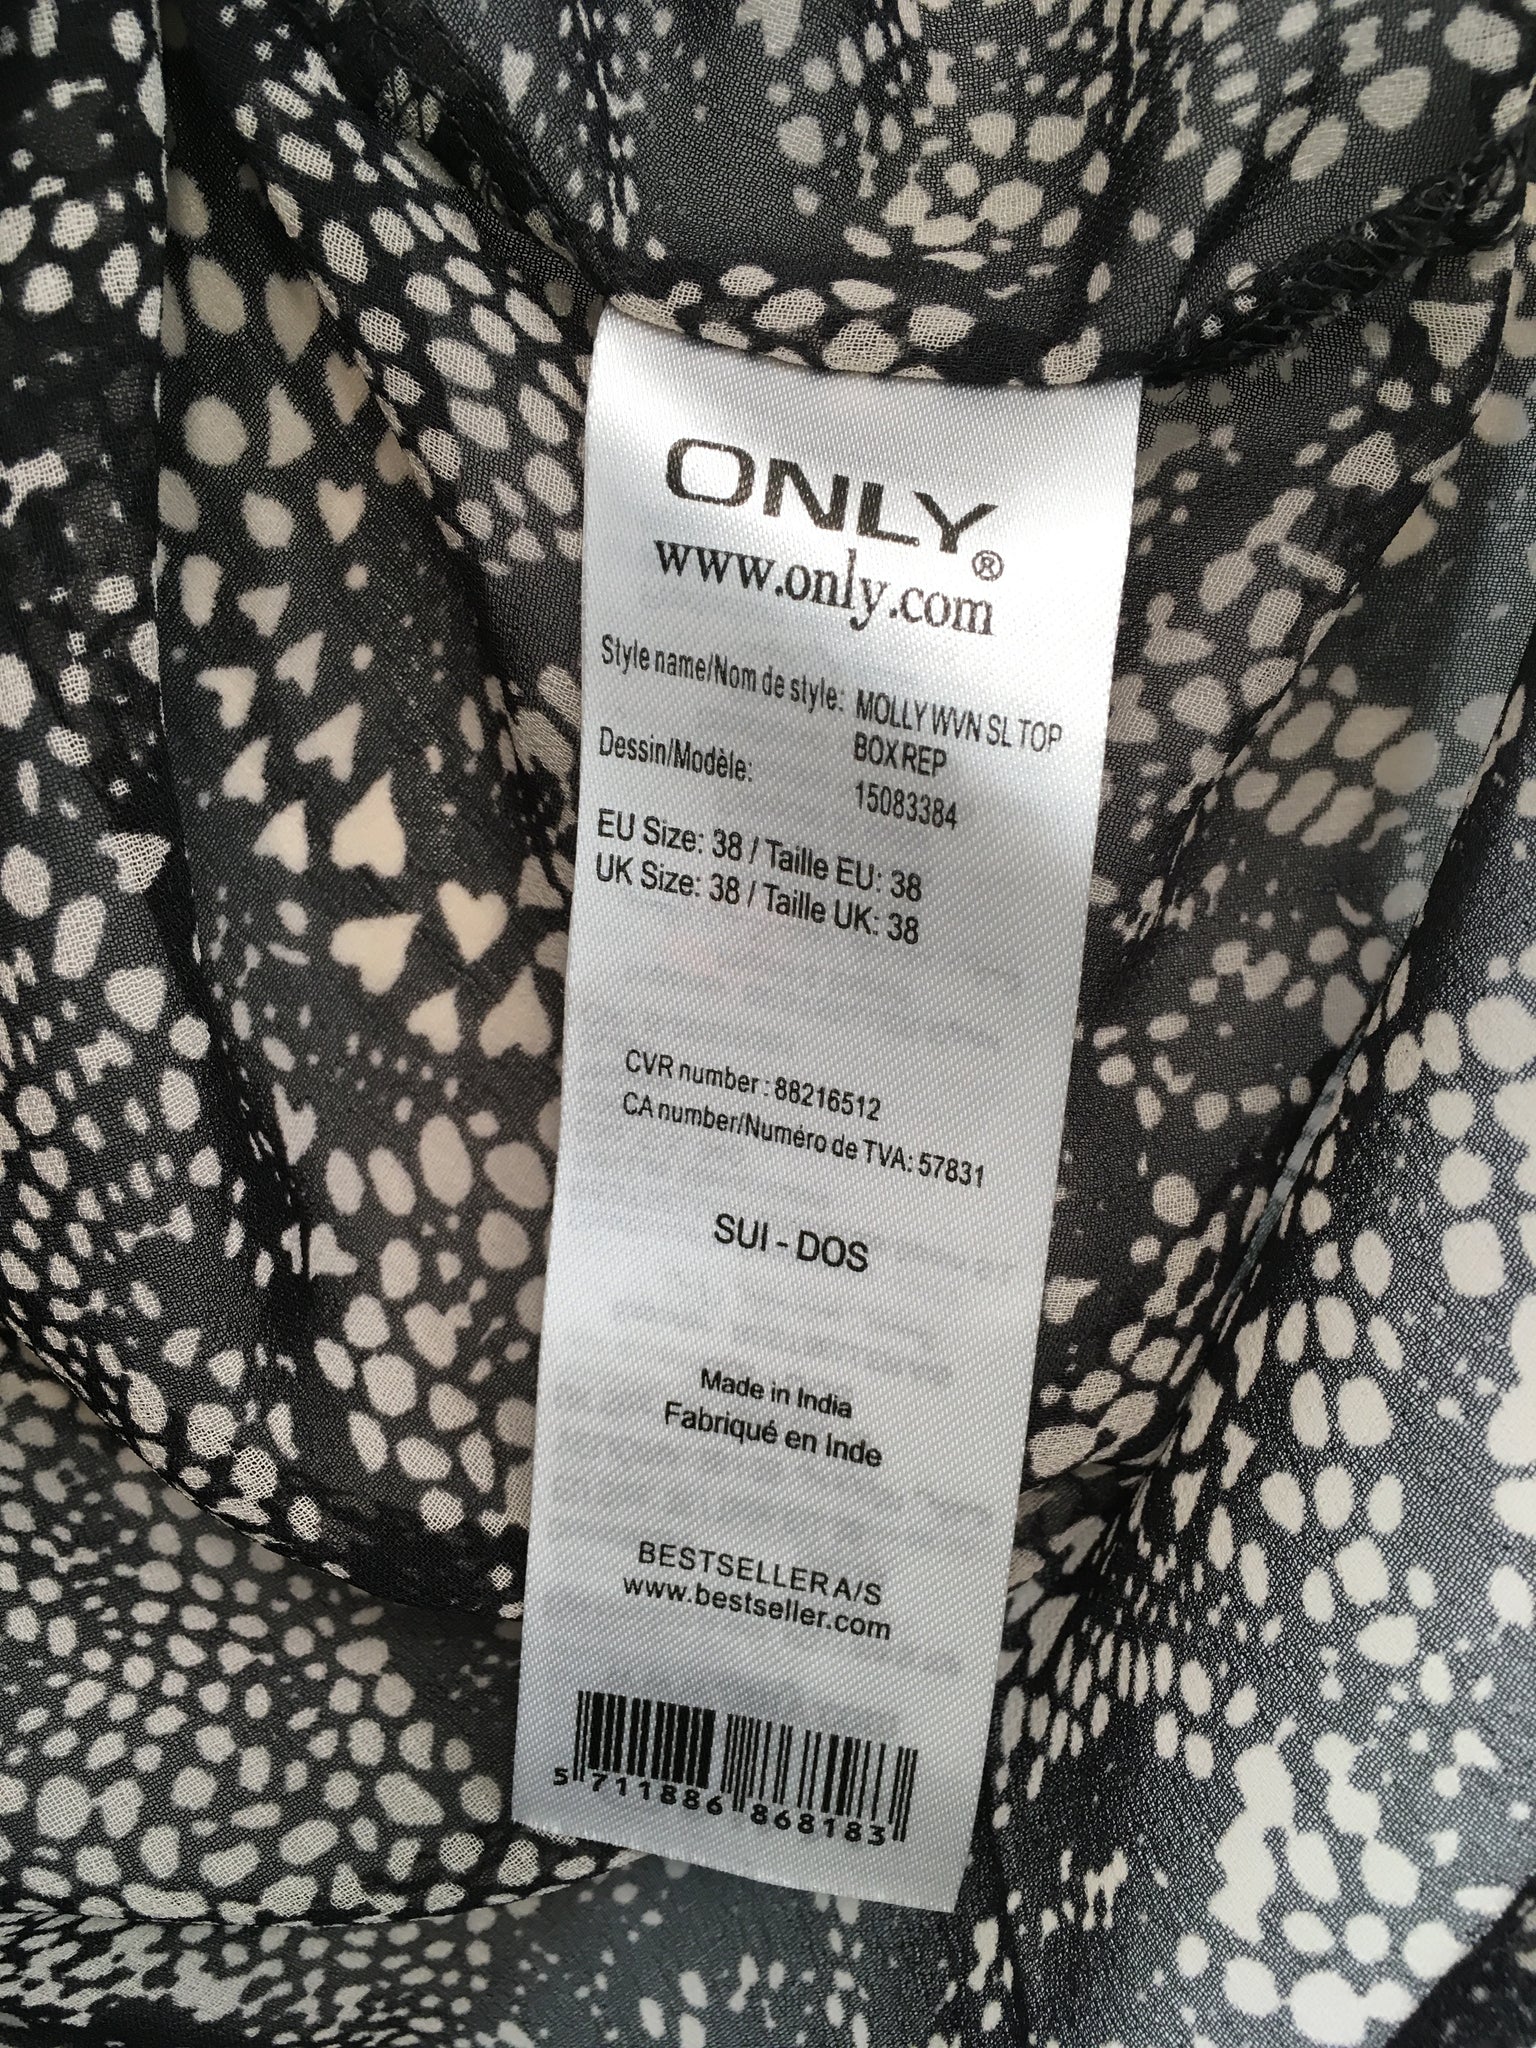 ONLY®
www.only.com
Style name/Nom de style: MOLLY WVN SL TOP
BOX REP
Dessin/Modèle: 15083384
EU Size: 38 / Taille EU: 38
UK Size: 38 / Taille UK: 38
CVR number : 88216512
CA number/Numéro de TVA: 57831
SUI - DOS
Made in India
Fabriqué en Inde
BESTSELLER A/S
www.bestseller.com
5 711886 868183